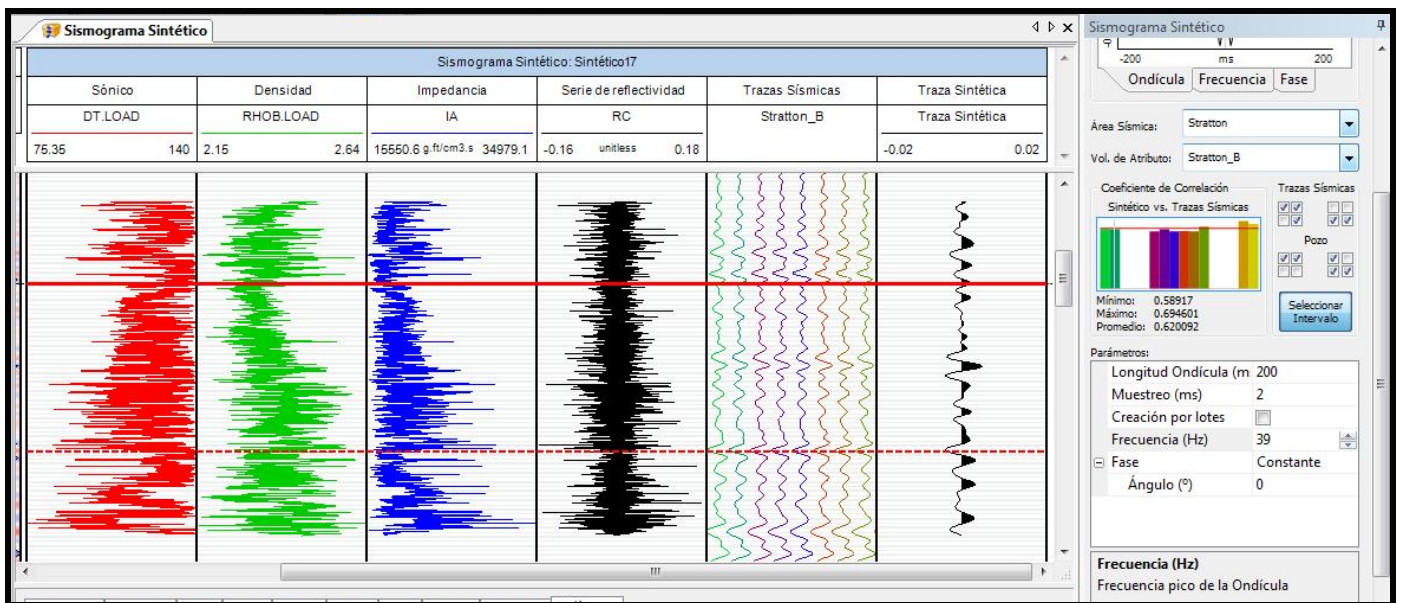 Sismograma Sintético
Sismograma Sintético: Sintético17
Sónico Densidad Impedancia Serie de reflectividad Trazas Sísmicas Traza Sintética
DT.LOAD RHOB.LOAD IA RC Stratton_B Traza Sintética
75.35 140 2.15 2.64 15550.6 g.ft/cm3.s 34979.1 -0.16 unitless 0.18 -0.02 0.02
Sismograma Sintético
-200 ms 200
Ondícula Frecuencia Fase
Área Sísmica: Stratton
Vol. de Atributo: Stratton_B
Coeficiente de Correlación
Sintético vs. Trazas Sísmicas
Mínimo: 0.58917
Máximo: 0.694601
Promedio: 0.620092
Trazas Sísmicas
Pozo
Seleccionar
Intervalo
Parámetros:
Longitud Ondícula (m 200
Muestreo (ms) 2
Creación por lotes
Frecuencia (Hz) 39
Fase Constante
Ángulo (º) 0
Frecuencia (Hz)
Frecuencia pico de la Ondícula